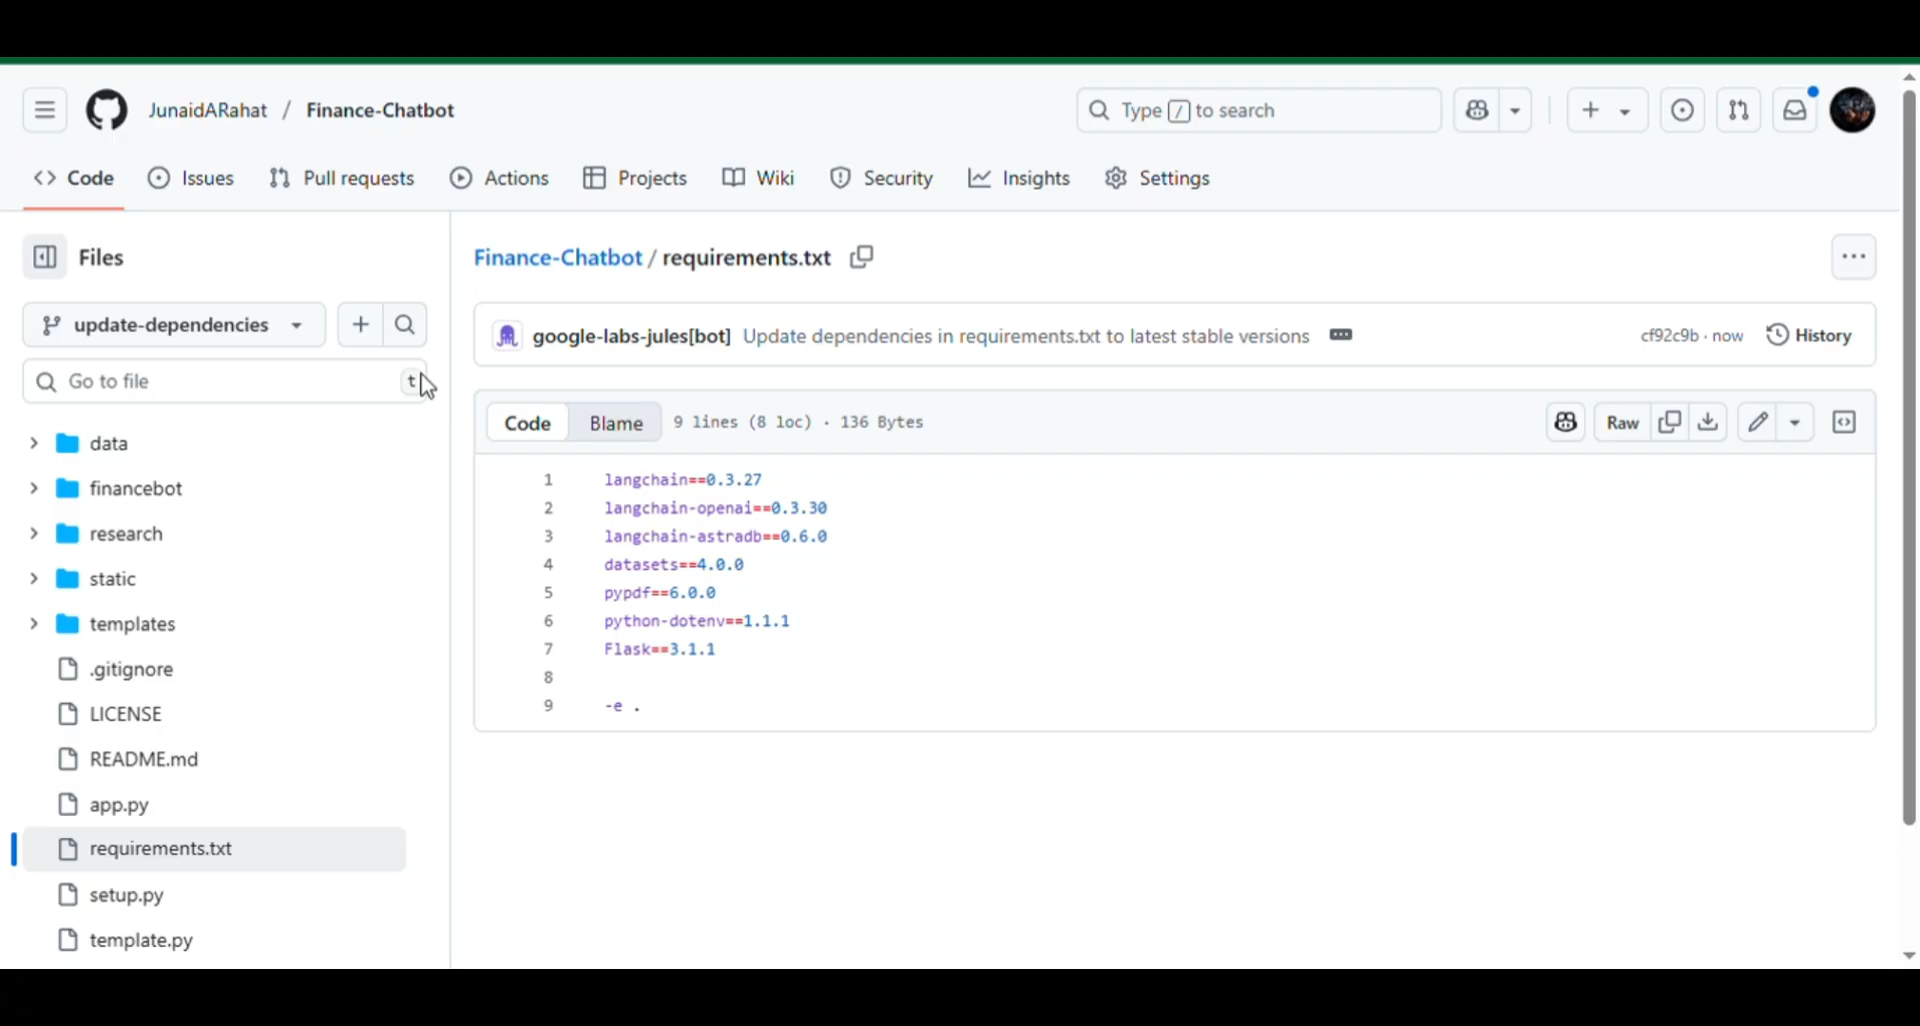 JunaidARahat / Finance-Chatbot
Type / to search
Code
Issues
Pull requests
Actions
Projects
Wiki
Security
Insights
Settings
Files
update-dependencies
Go to file
t
data
financebot
research
static
templates
.gitignore
LICENSE
README.md
app.py
requirements.txt
setup.py
template.py
Finance-Chatbot / requirements.txt
google-labs-jules[bot] Update dependencies in requirements.txt to latest stable versions
cf92c9b · now
History
Code
Blame
9 lines (8 loc) · 136 Bytes
Raw
1 langchain==0.3.27
2 langchain-openai==0.3.30
3 langchain-astradb==0.6.0
4 datasets==4.0.0
5 pypdf==6.0.0
6 python-dotenv==1.1.1
7 Flask==3.1.1
8
9 -e .